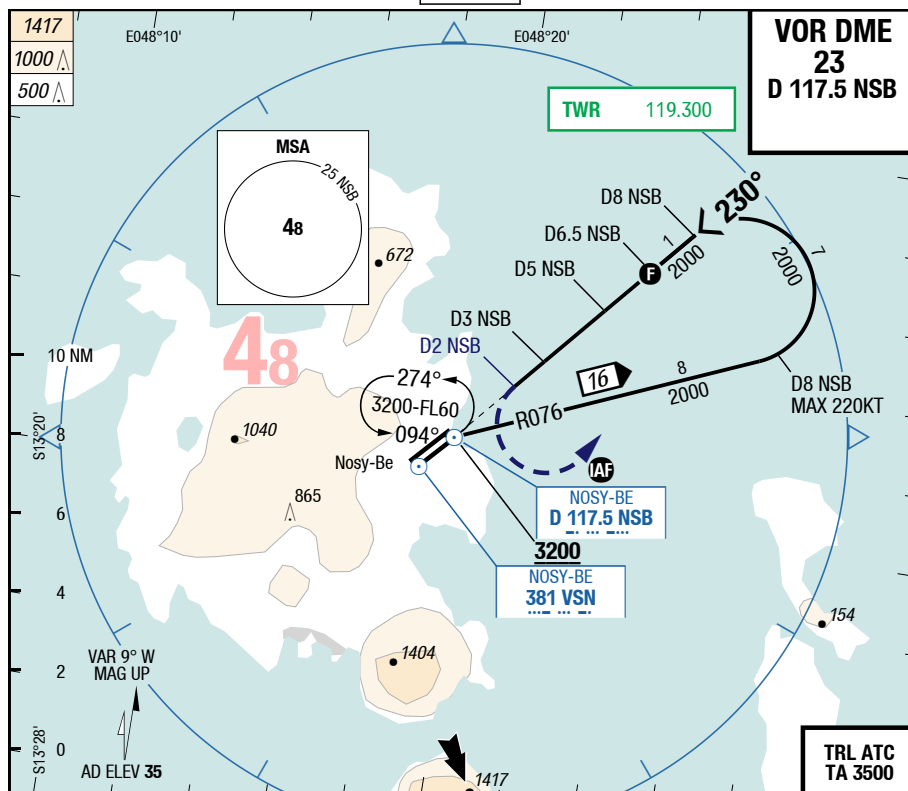 1417
1000
500
E048°10'
E048°20'
VOR DME
23
D 117.5 NSB
TWR 119.300
MSA
25 NSB
48
672
D8 NSB
230°
D6.5 NSB
F
1
2000
7
2000
D5 NSB
D3 NSB
D2 NSB
48
10 NM
274°
3200-FL60
094°
16
8
2000
R076
D8 NSB
MAX 220KT
S13°20'
8
1040
Nosy-Be
IAF
865
NOSY-BE
D 117.5 NSB
6
3200
NOSY-BE
381 VSN
4
154
VAR 9° W
MAG UP
2
1404
S13°28'
0
AD ELEV 35
1417
TRL ATC
TA 3500